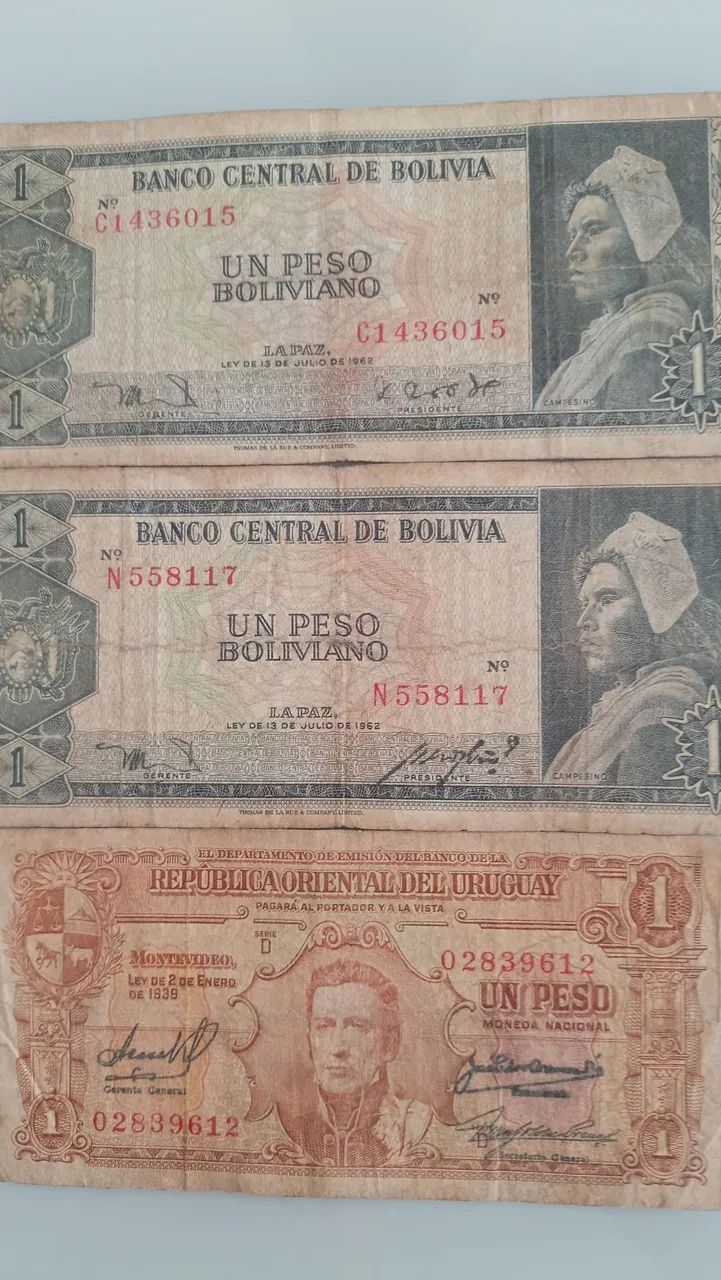 1
BANCO CENTRAL DE BOLIVIA
Nº
C1436015
UN PESO
BOLIVIANO
Nº
C1436015
LA PAZ,
LEY DE 13 DE JULIO DE 1962
1
1
GERENTE
PRESIDENTE
CAMPESINO
THOMAS DE LA RUE & COMPANY, LIMITED.
1
BANCO CENTRAL DE BOLIVIA
Nº
N558117
UN PESO
BOLIVIANO
Nº
N558117
LA PAZ,
LEY DE 13 DE JULIO DE 1962
1
1
GERENTE
PRESIDENTE
CAMPESINO
THOMAS DE LA RUE & COMPANY, LIMITED.
EL DEPARTAMENTO DE EMISIÓN DEL BANCO DE LA
REPÚBLICA ORIENTAL DEL URUGUAY
1
PAGARÁ AL PORTADOR Y A LA VISTA
SERIE
D
MONTEVIDEO,
02839612
LEY DE 2 DE ENERO
DE 1939
UN PESO
MONEDA NACIONAL
Gerente General
1
02839612
Secretario General
1